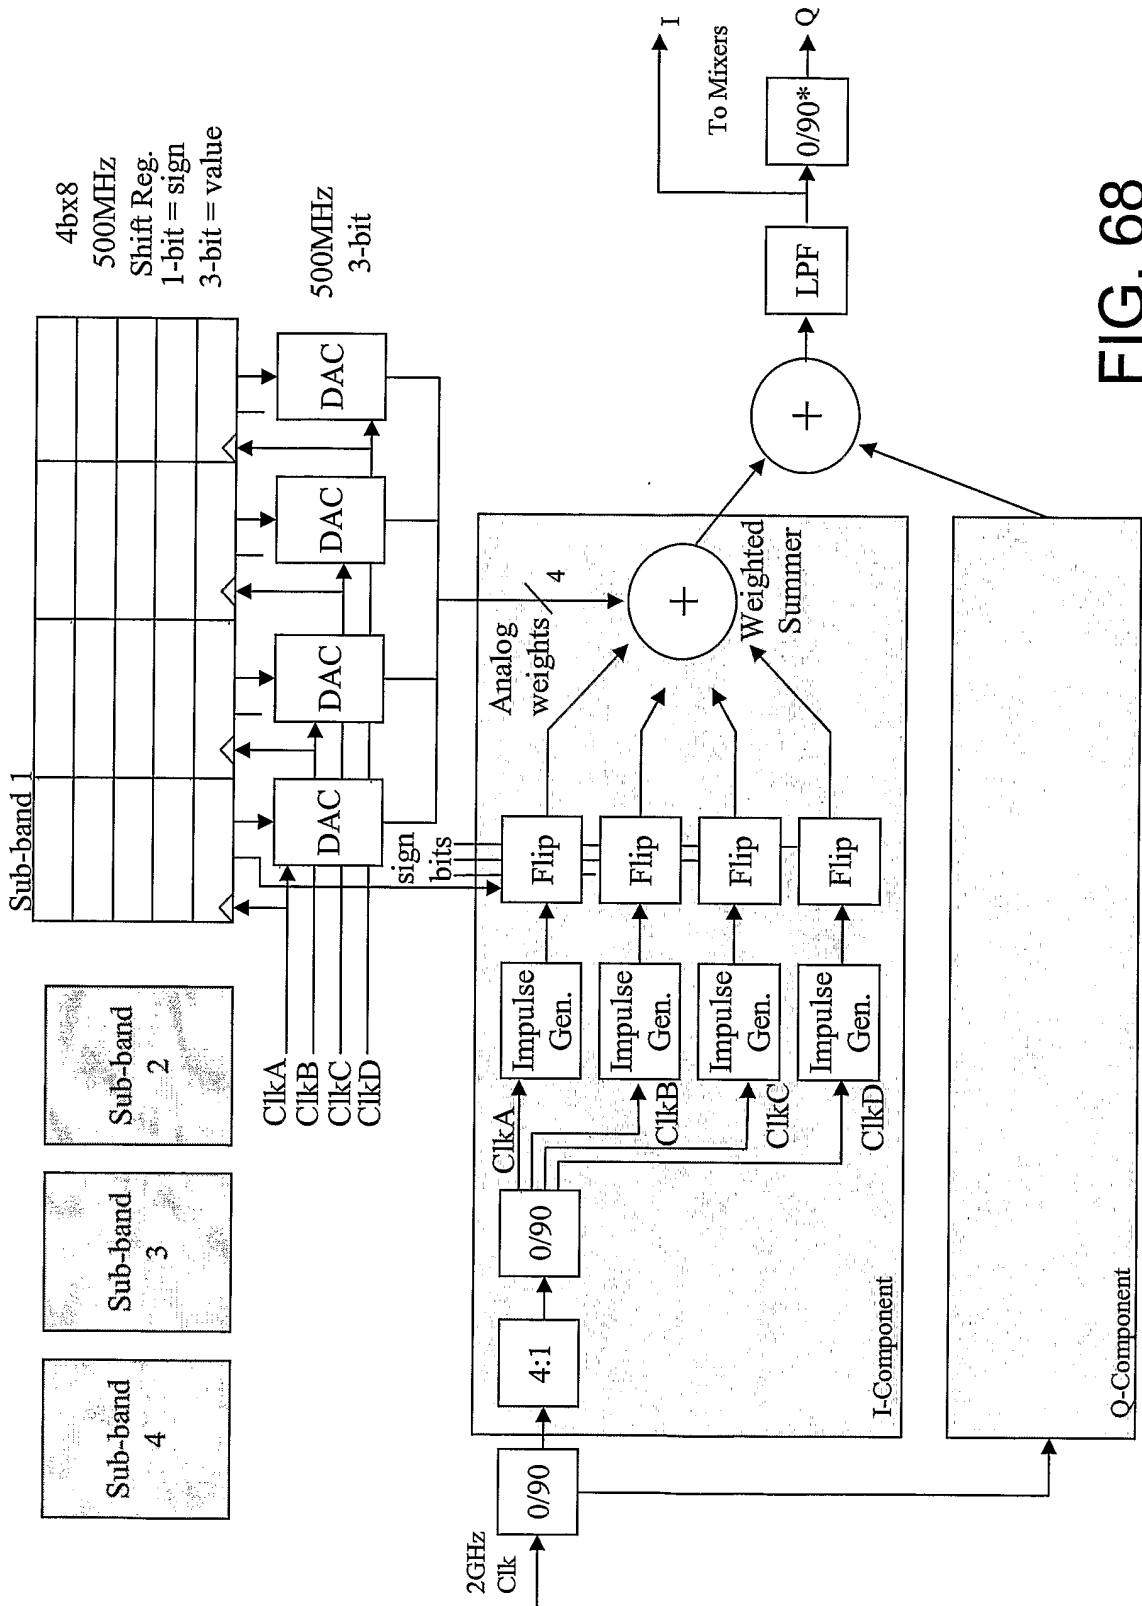 Sub-band
4
Sub-band
3
Sub-band
2
Sub-band 1
4bx8
500MHz
Shift Reg.
1-bit = sign
3-bit = value
ClkA
ClkB
ClkC
ClkD
DAC
DAC
DAC
DAC
500MHz
3-bit
sign
bits
Analog
weights
4
2GHz
Clk
0/90
4:1
0/90
ClkA
ClkB
ClkC
ClkD
Impulse
Gen.
Impulse
Gen.
Impulse
Gen.
Impulse
Gen.
Flip
Flip
Flip
Flip
+
Weighted
Summer
I-Component
Q-Component
+
LPF
0/90*
To Mixers
I
Q
FIG. 68